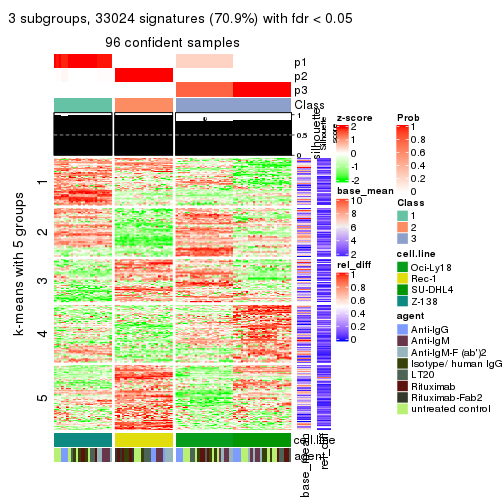 3 subgroups, 33024 signatures (70.9%) with fdr < 0.05
96 confident samples
p1
p2
p3
Class
1
0.5
0
silhouette
Silhouette
score
k-means with 5 groups
1
2
3
4
5
cell.line
agent
base_mean
rel_diff
z-score
2
1
0
-1
-2
base_mean
10
8
6
4
2
rel_diff
1
0.8
0.6
0.4
0.2
0
Prob
1
0.8
0.6
0.4
0.2
0
Class
1
2
3
cell.line
Oci-Ly18
Rec-1
SU-DHL4
Z-138
agent
Anti-IgG
Anti-IgM
Anti-IgM-F (ab')2
Isotype/ human IgG
LT20
Rituximab
Rituximab-Fab2
untreated control